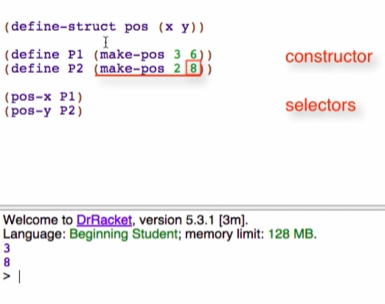 (define-struct pos (x y))
(define P1 (make-pos 3 6))
(define P2 (make-pos 2 8))
constructor
(pos-x P1)
(pos-y P2)
selectors
Welcome to DrRacket, version 5.3.1 [3m].
Language: Beginning Student; memory limit: 128 MB.
3
8
>